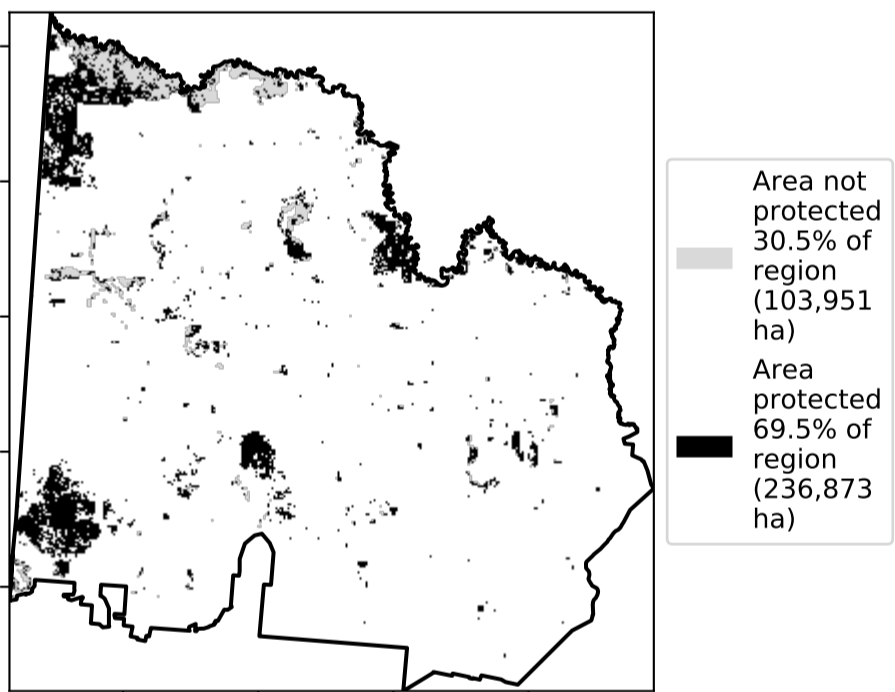 Area not
protected
30.5% of
region
(103,951
ha)
Area
protected
69.5% of
region
(236,873
ha)